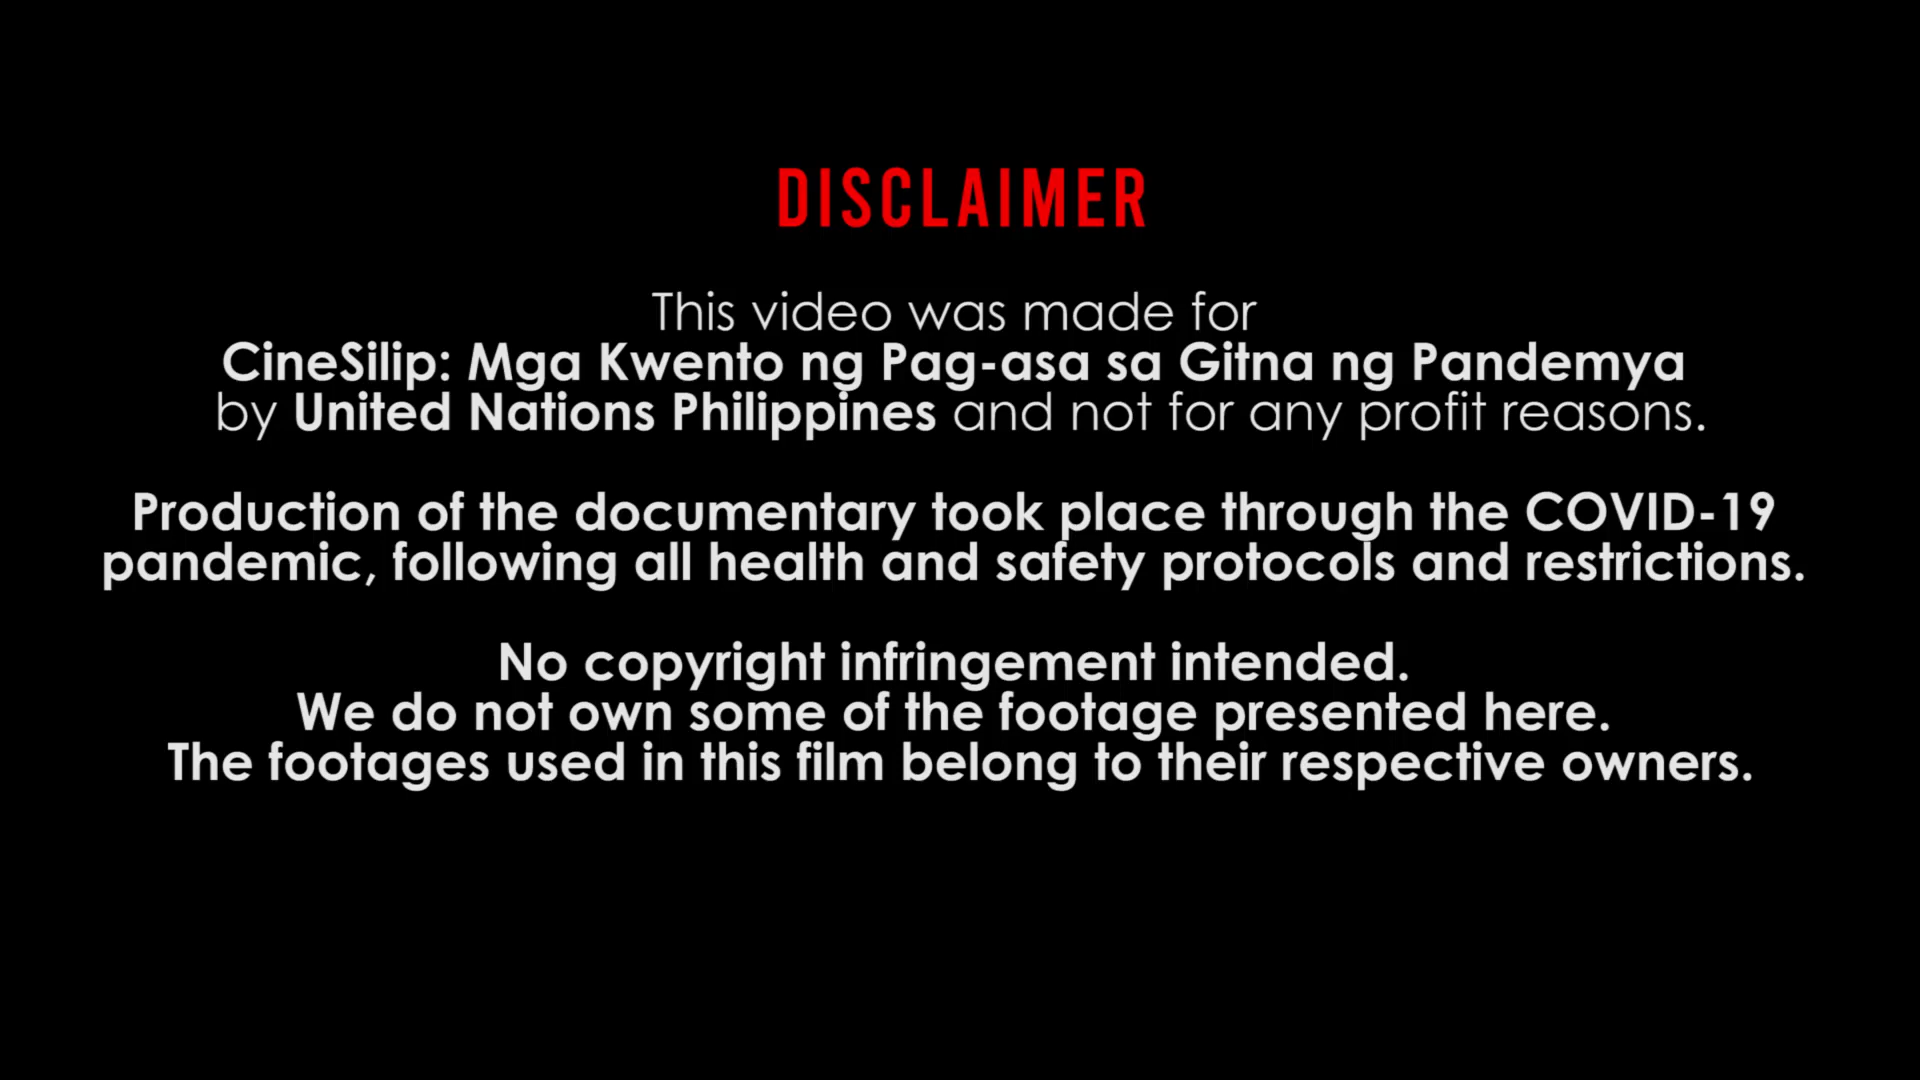 DISCLAIMER
This video was made for
CineSilip: Mga Kwento ng Pag-asa sa Gitna ng Pandemya
by United Nations Philippines and not for any profit reasons.
Production of the documentary took place through the COVID-19
pandemic, following all health and safety protocols and restrictions.
No copyright infringement intended.
We do not own some of the footage presented here.
The footages used in this film belong to their respective owners.